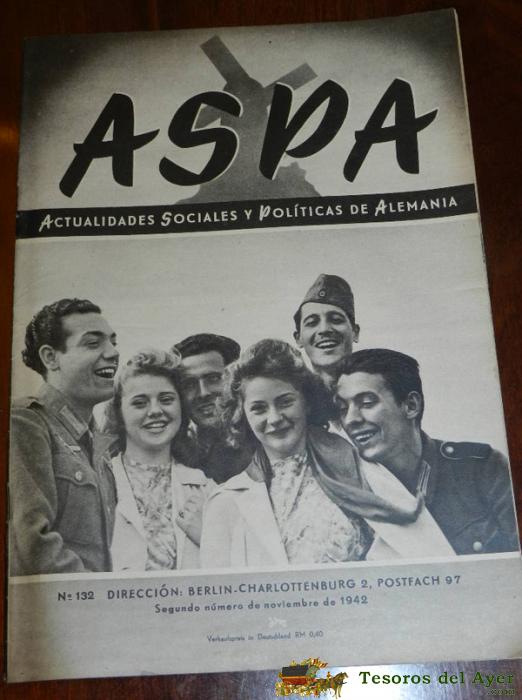 ASPA
ACTUALIDADES SOCIALES Y POLÍTICAS DE ALEMANIA
Nº 132 DIRECCIÓN: BERLIN-CHARLOTTENBURG 2, POSTFACH 97
Segundo número de noviembre de 1942
Verkaufspreis in Deutschland RM 0,40
Tesoros del Ayer